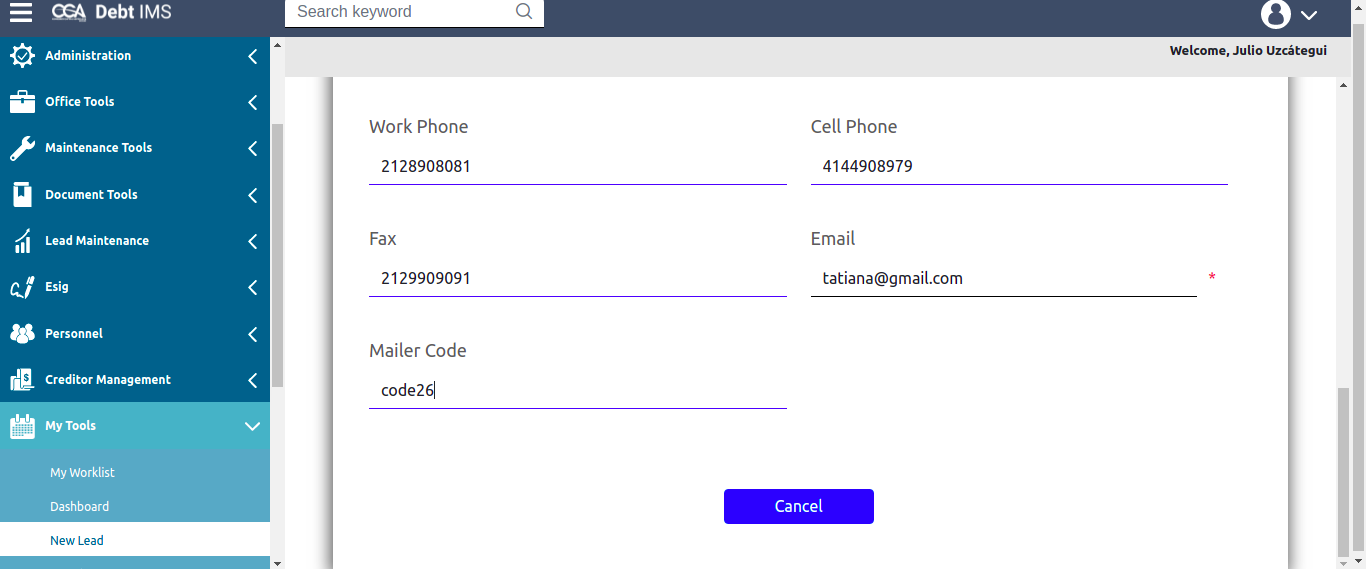 CGA Debt IMS
Search keyword
Welcome, Julio Uzcátegui
Administration
Office Tools
Maintenance Tools
Document Tools
Lead Maintenance
Esig
Personnel
Creditor Management
My Tools
My Worklist
Dashboard
New Lead
Work Phone
2128908081
Cell Phone
4144908979
Fax
2129909091
Email
tatiana@gmail.com *
Mailer Code
code26
Cancel